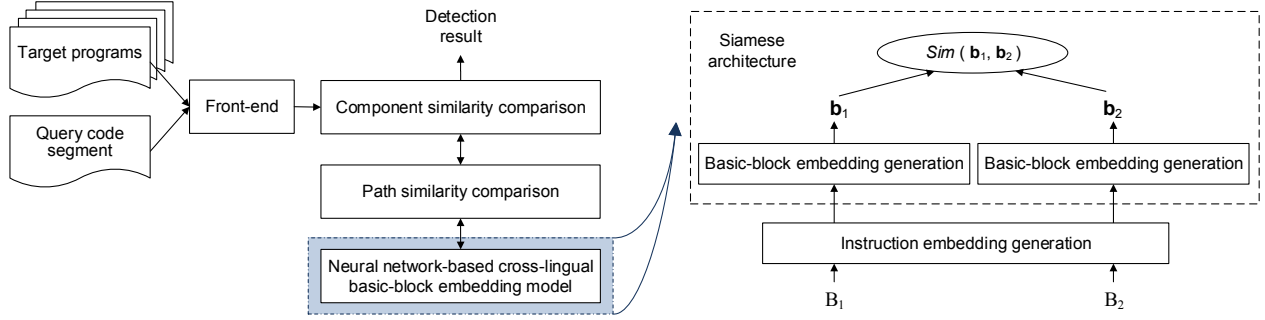 Target programs
Query code
segment
Front-end
Detection
result
Component similarity comparison
Path similarity comparison
Neural network-based cross-lingual
basic-block embedding model
Siamese
architecture
Sim ( b1, b2 )
b1
b2
Basic-block embedding generation
Basic-block embedding generation
Instruction embedding generation
B1
B2